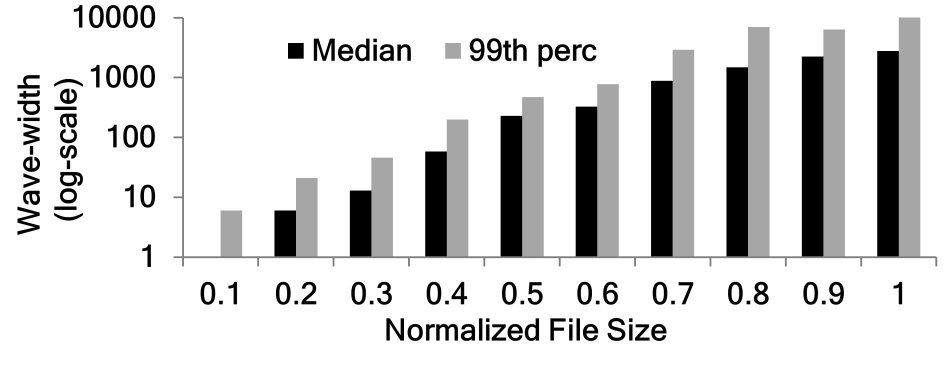 10000
Median 99th perc
1000
100
10
1
Wave-width
(log-scale)
0.1 0.2 0.3 0.4 0.5 0.6 0.7 0.8 0.9 1
Normalized File Size